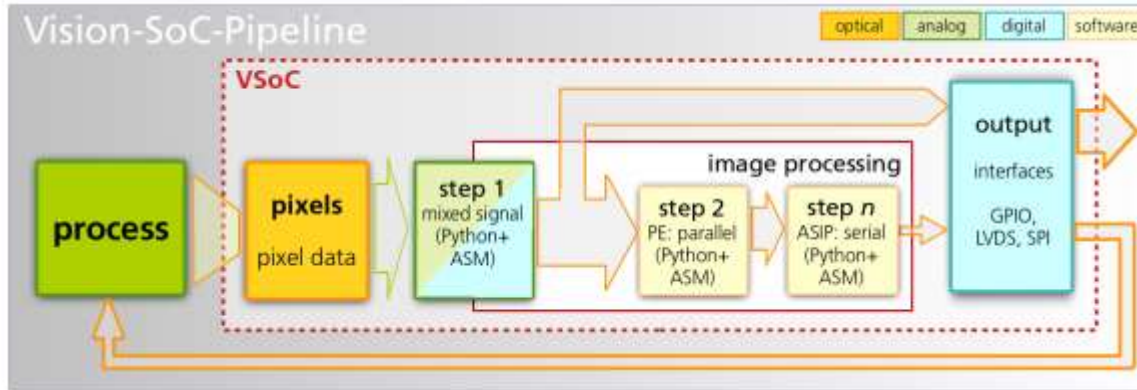 Vision-SoC-Pipeline
optical
analog
digital
software
VSoC
process
pixels
pixel data
step 1
mixed signal
(Python+
ASM)
image processing
step 2
PE: parallel
(Python+
ASM)
step n
ASIP: serial
(Python+
ASM)
output
interfaces
GPIO,
LVDS, SPI